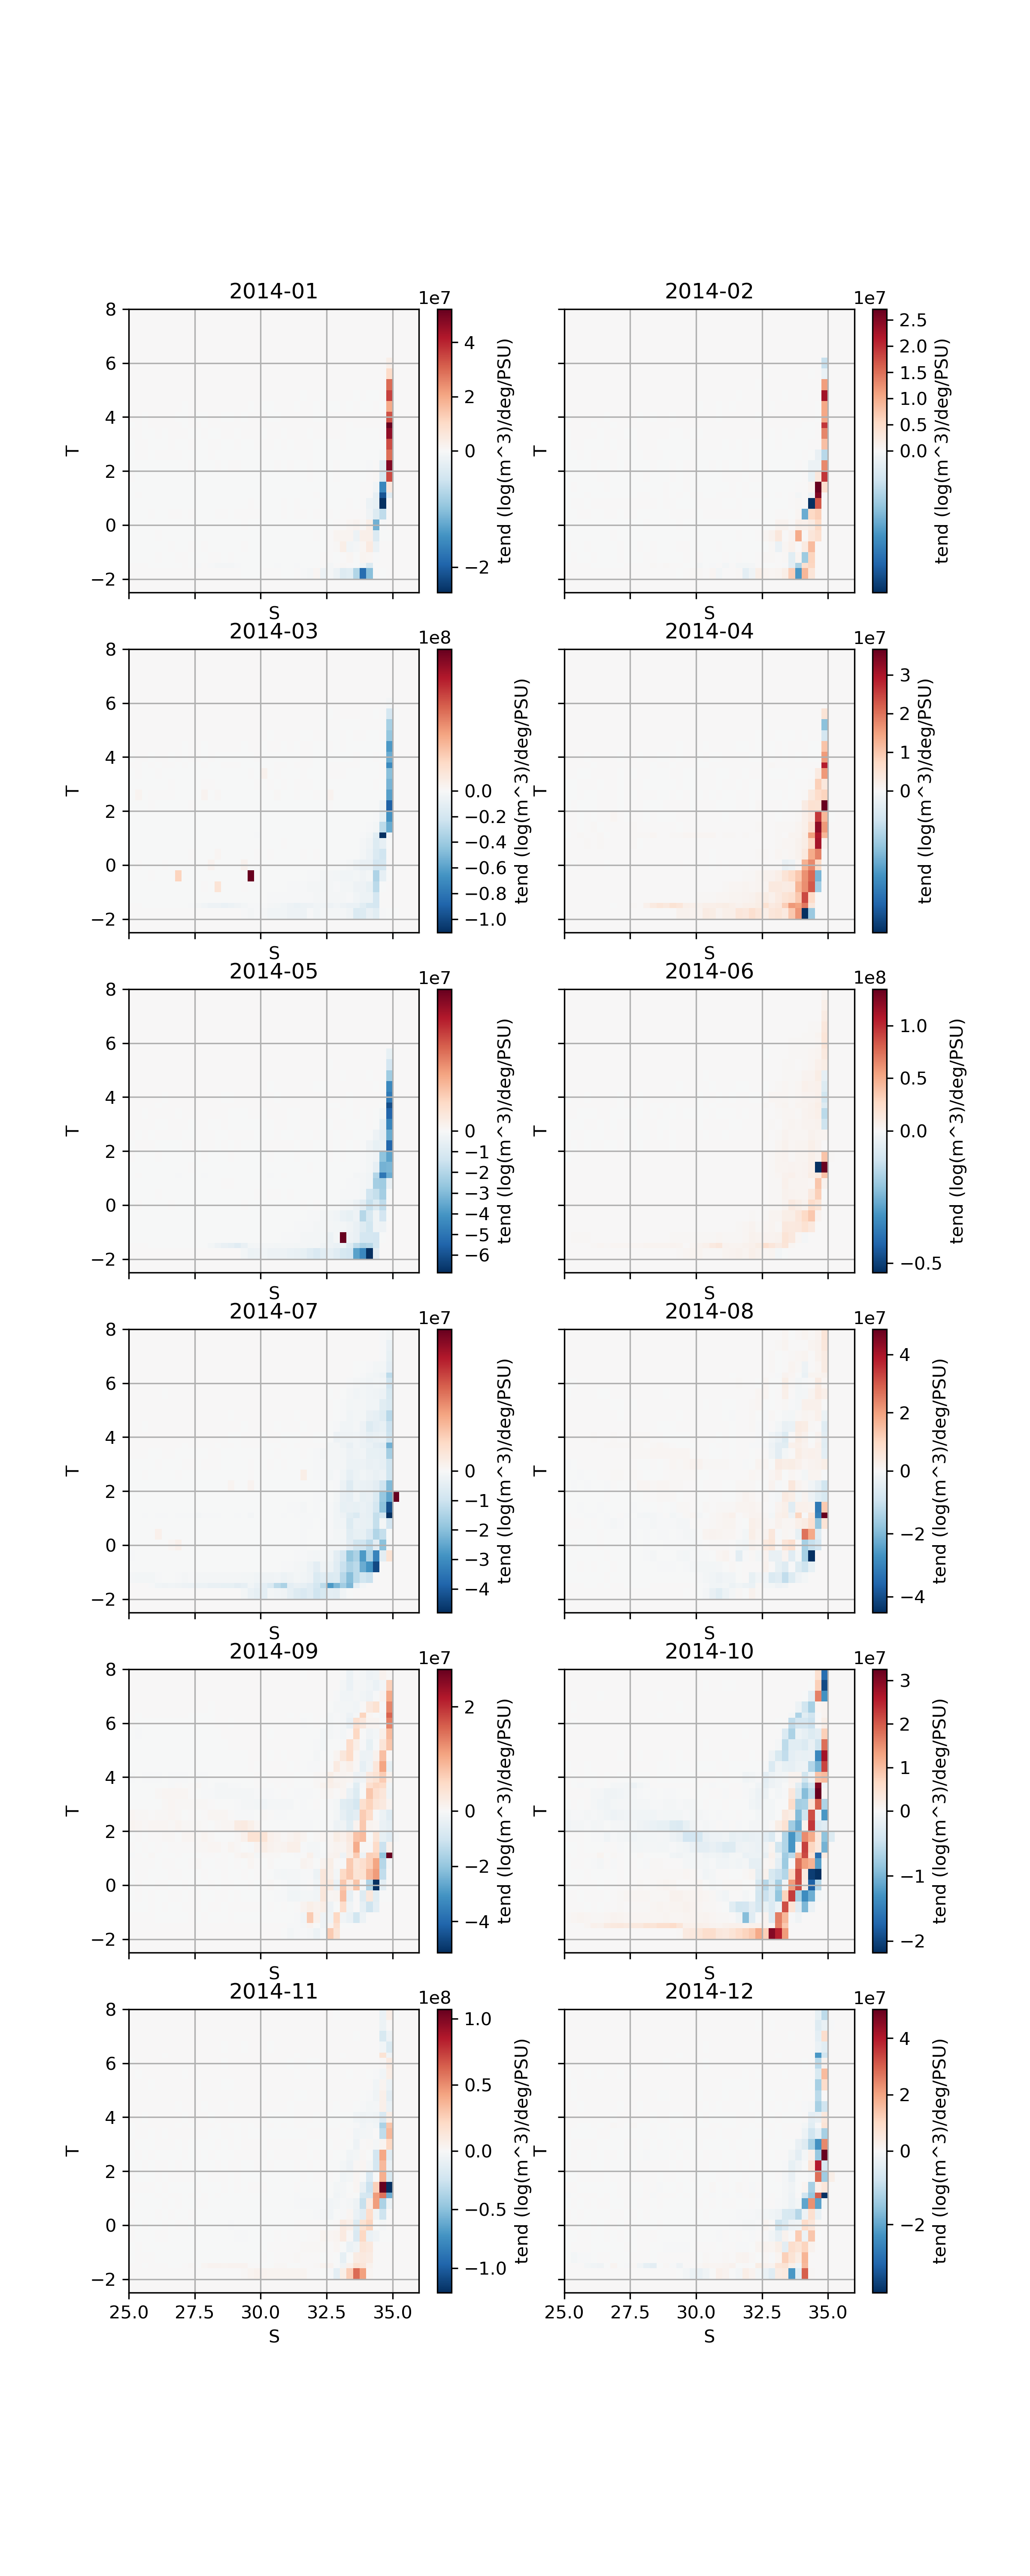 2014-01
2014-02
1e7
1e7
8
6
4
2
0
−2
T
S
4
2
0
−2
tend (log(m^3)/deg/PSU)
T
S
2.5
2.0
1.5
1.0
0.5
0.0
tend (log(m^3)/deg/PSU)
2014-03
2014-04
1e8
1e7
8
6
4
2
0
−2
T
S
0.0
−0.2
−0.4
−0.6
−0.8
−1.0
tend (log(m^3)/deg/PSU)
T
S
3
2
1
0
tend (log(m^3)/deg/PSU)
2014-05
2014-06
1e7
1e8
8
6
4
2
0
−2
T
S
0
−1
−2
−3
−4
−5
−6
tend (log(m^3)/deg/PSU)
T
S
1.0
0.5
0.0
−0.5
tend (log(m^3)/deg/PSU)
2014-07
2014-08
1e7
1e7
8
6
4
2
0
−2
T
S
0
−1
−2
−3
−4
tend (log(m^3)/deg/PSU)
T
S
4
2
0
−2
−4
tend (log(m^3)/deg/PSU)
2014-09
2014-10
1e7
1e7
8
6
4
2
0
−2
T
S
2
0
−2
−4
tend (log(m^3)/deg/PSU)
T
S
3
2
1
0
−1
−2
tend (log(m^3)/deg/PSU)
2014-11
2014-12
1e8
1e7
8
6
4
2
0
−2
T
25.0 27.5 30.0 32.5 35.0
S
1.0
0.5
0.0
−0.5
−1.0
tend (log(m^3)/deg/PSU)
T
25.0 27.5 30.0 32.5 35.0
S
4
2
0
−2
tend (log(m^3)/deg/PSU)